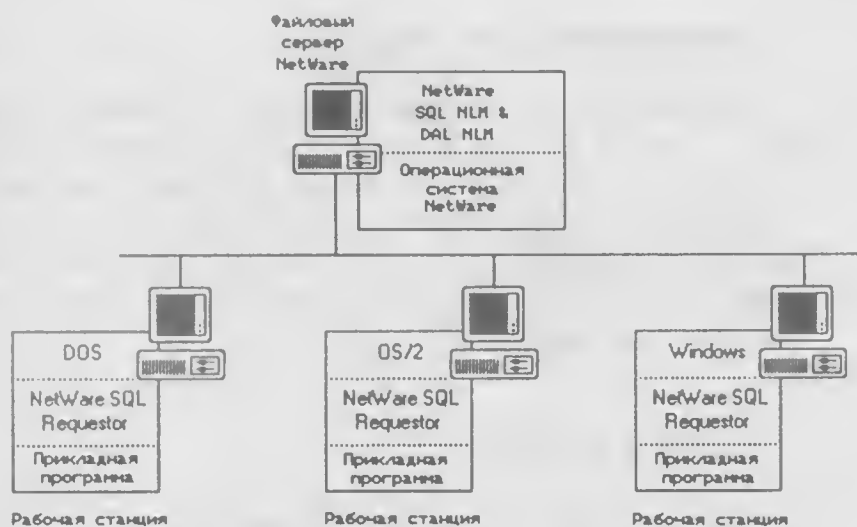 Файловый
сервер
NetWare
NetWare
SQL NLM &
DAL NLM
Операционная
система
NetWare
DOS
NetWare SQL
Requestor
Прикладная
программа
Рабочая станция
OS/2
NetWare SQL
Requestor
Прикладная
программа
Рабочая станция
Windows
NetWare SQL
Requestor
Прикладная
программа
Рабочая станция